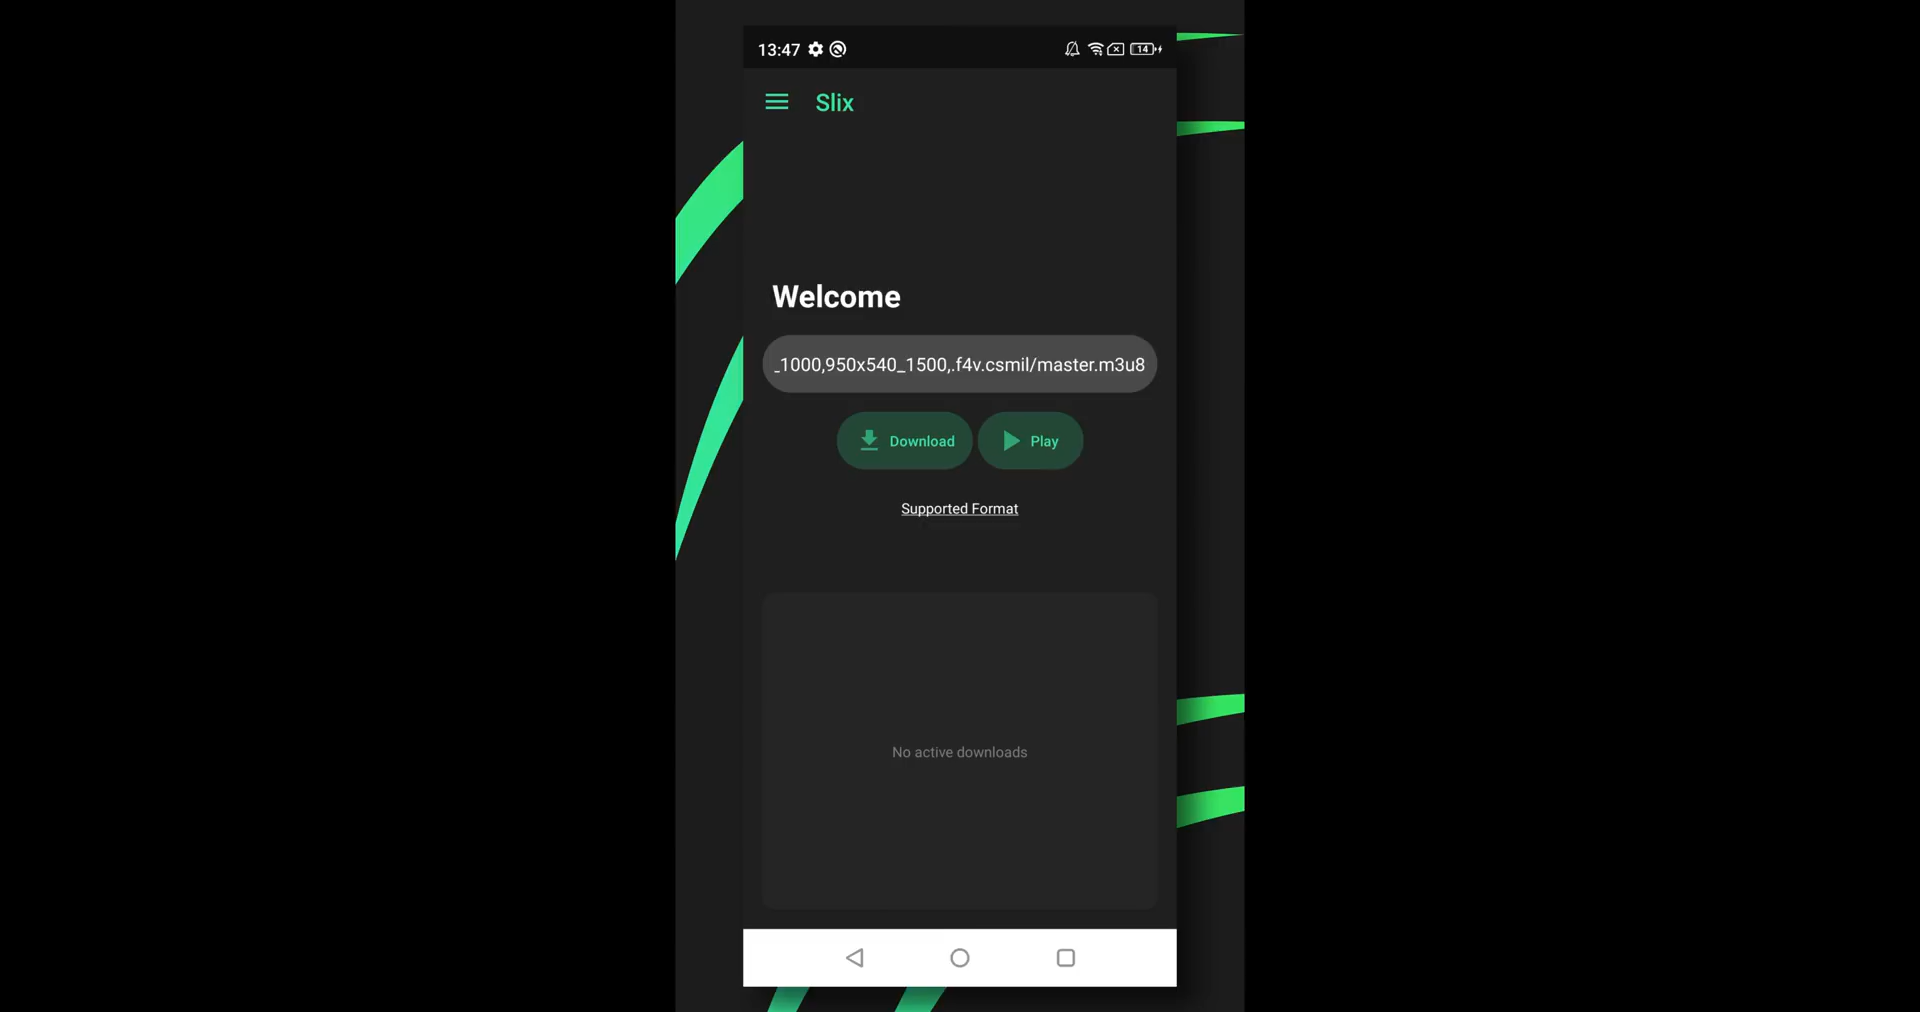 13:47
14
Slix
Welcome
_1000,950x540_1500,.f4v.csmil/master.m3u8
Download
Play
Supported Format
No active downloads